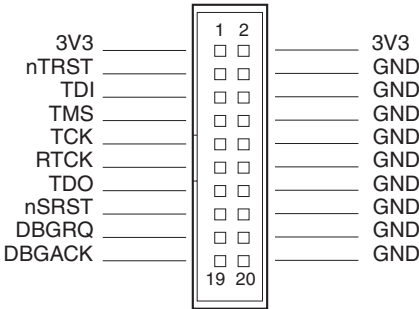 1 2
3V3 3V3
nTRST GND
TDI GND
TMS GND
TCK GND
RTCK GND
TDO GND
nSRST GND
DBGRQ GND
DBGACK GND
19 20